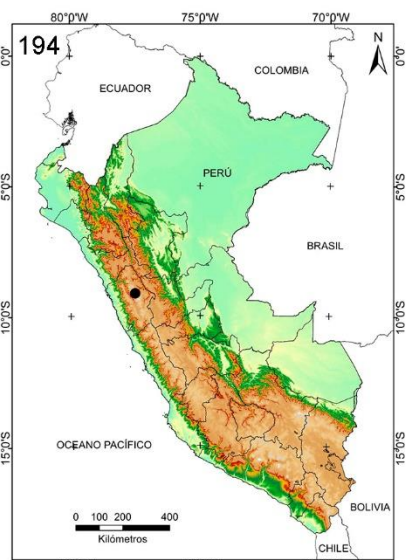 80°0'W 75°0'W 70°0'W
194
N
0°0' 0°0'
COLOMBIA
ECUADOR
PERÚ
5°0'S 5°0'S
BRASIL
10°0'S 10°0'S
OCEANO PACÍFICO
15°0'S 15°0'S
BOLIVIA
0 100 200 400
Kilómetros
CHILE